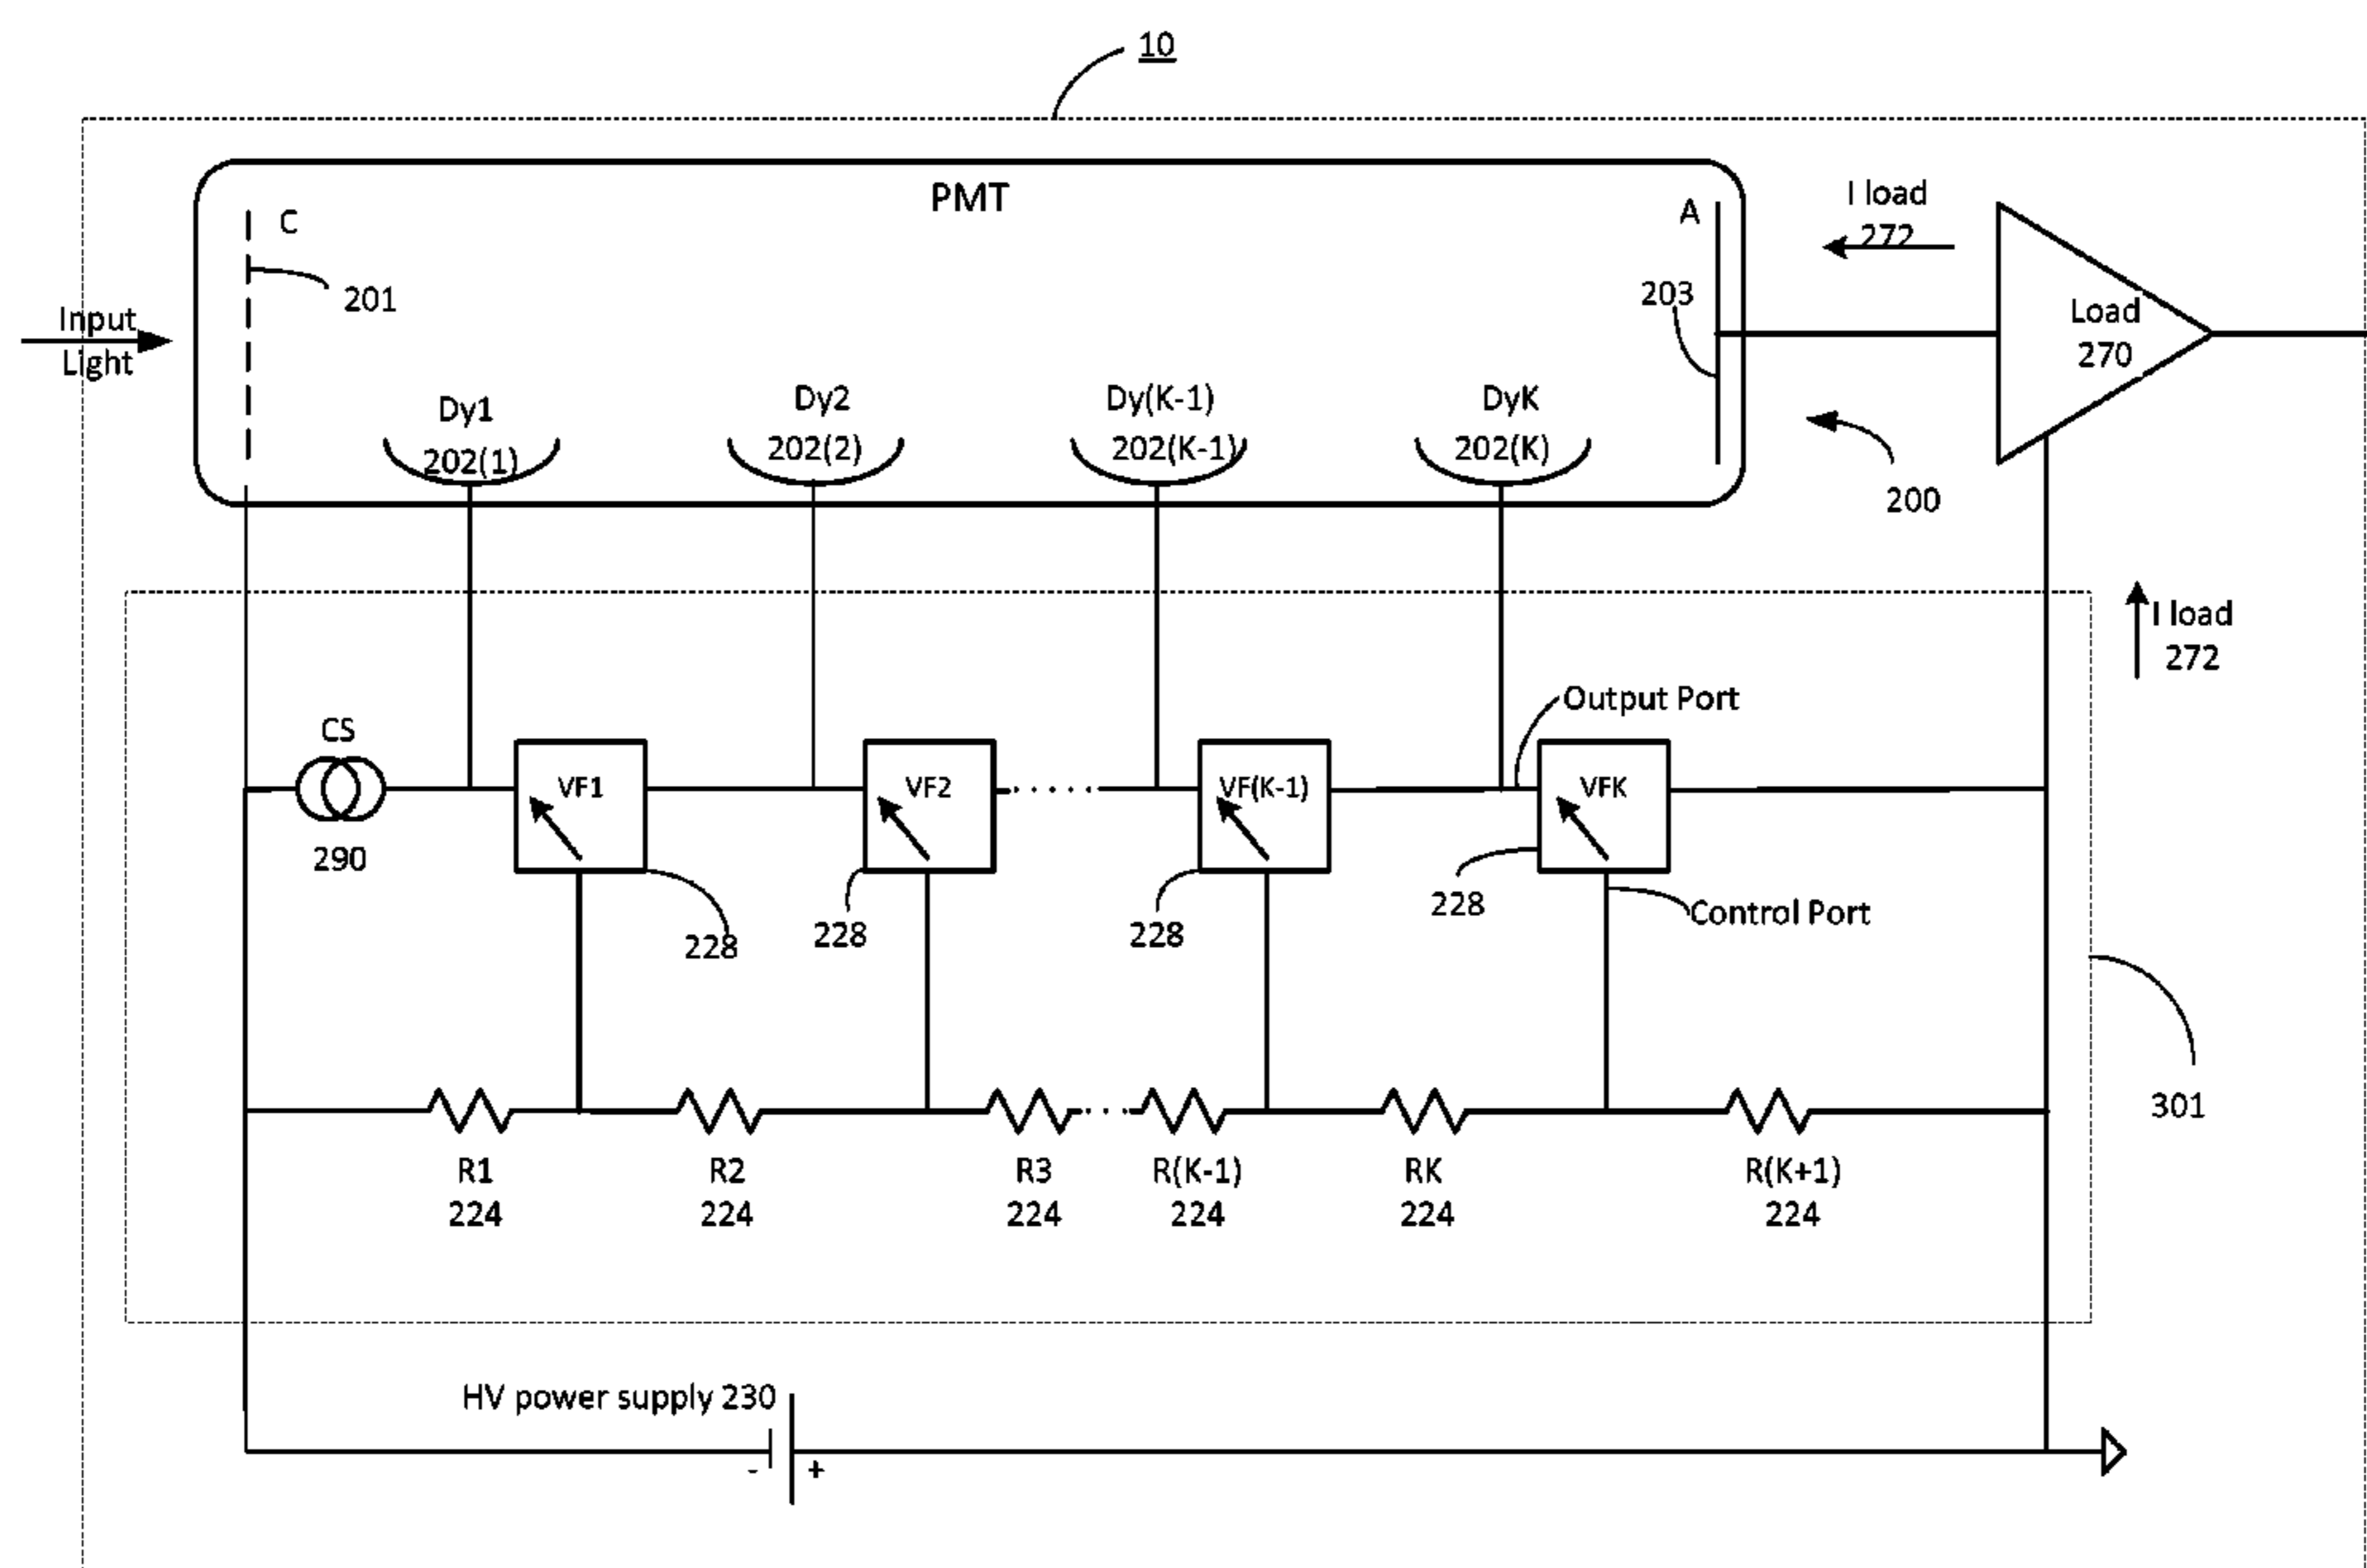 10
PMT
C
A
I load
272
201
203
Input
Light
Load
270
Dy1
202(1)
Dy2
202(2)
Dy(K-1)
202(K-1)
DyK
202(K)
200
I load
272
Output Port
CS
290
VF1
VF2
VF(K-1)
VFK
228
228
228
228
Control Port
R1
224
R2
224
R3
224
R(K-1)
224
RK
224
R(K+1)
224
301
HV power supply 230
- +